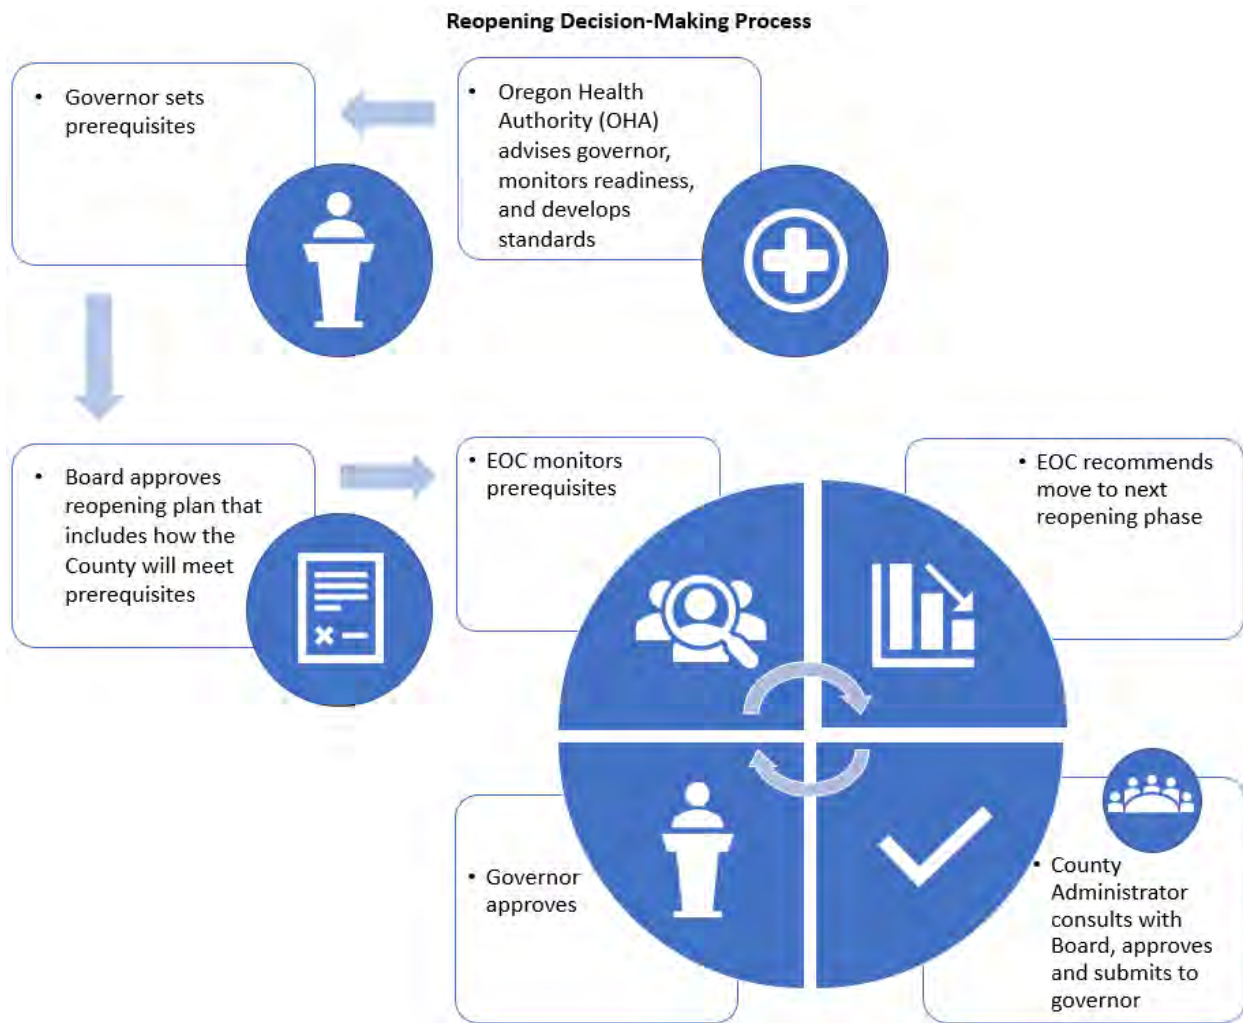 Reopening Decision-Making Process
• Governor sets
prerequisites
• Oregon Health
Authority (OHA)
advises governor,
monitors readiness,
and develops
standards
• Board approves
reopening plan that
includes how the
County will meet
prerequisites
• EOC monitors
prerequisites
• EOC recommends
move to next
reopening phase
• County
Administrator
consults with
Board, approves
and submits to
governor
• Governor
approves